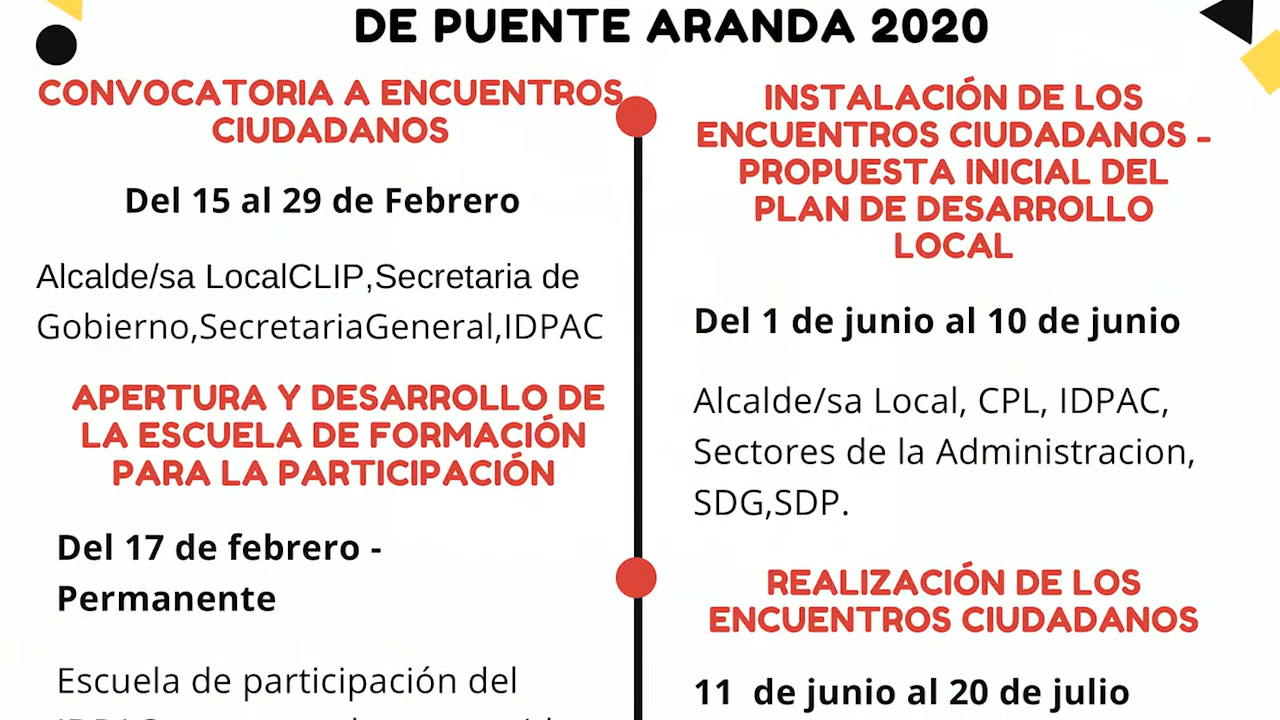 DE PUENTE ARANDA 2020
CONVOCATORIA A ENCUENTROS
CIUDADANOS
Del 15 al 29 de Febrero
Alcalde/sa LocalCLIP,Secretaria de
Gobierno,SecretariaGeneral,IDPAC
APERTURA Y DESARROLLO DE
LA ESCUELA DE FORMACIÓN
PARA LA PARTICIPACIÓN
Del 17 de febrero -
Permanente
Escuela de participación del
INSTALACIÓN DE LOS
ENCUENTROS CIUDADANOS -
PROPUESTA INICIAL DEL
PLAN DE DESARROLLO
LOCAL
Del 1 de junio al 10 de junio
Alcalde/sa Local, CPL, IDPAC,
Sectores de la Administracion,
SDG,SDP.
REALIZACIÓN DE LOS
ENCUENTROS CIUDADANOS
11 de junio al 20 de julio